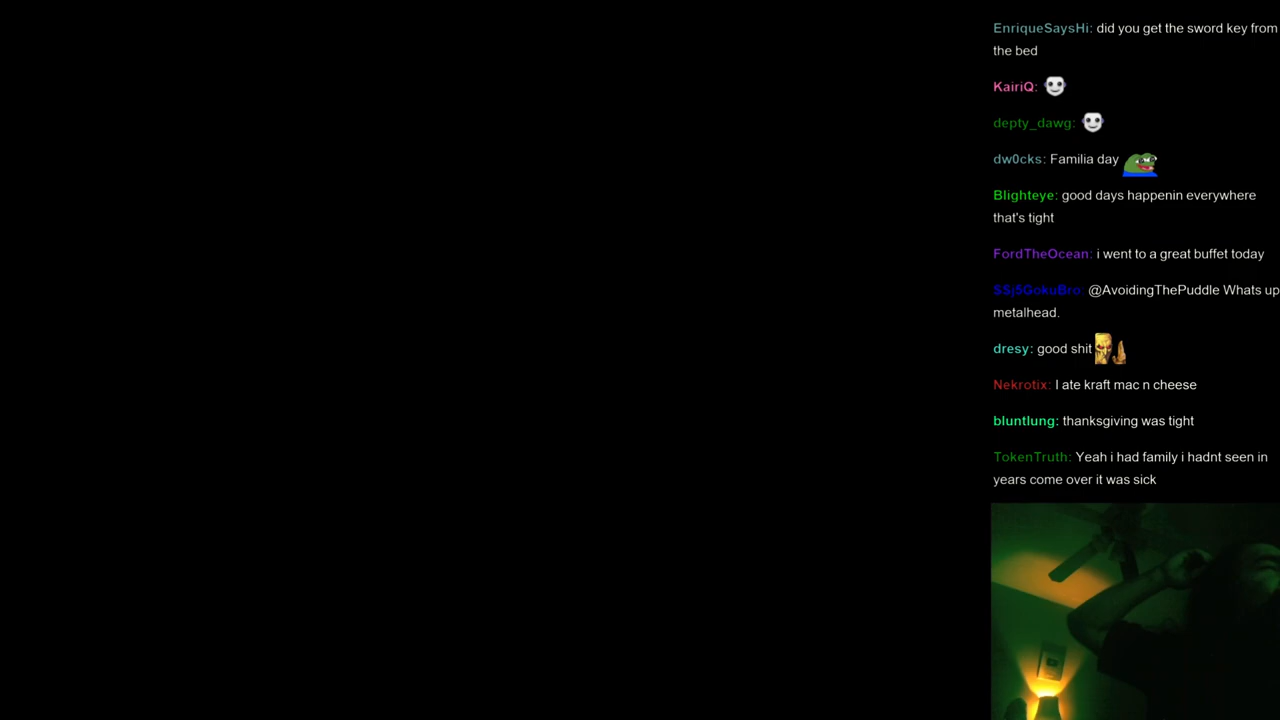 EnriqueSaysHi: did you get the sword key from
the bed
KairiQ:
depty_dawg:
dw0cks: Familia day
Blighteye: good days happenin everywhere
that's tight
FordTheOcean: i went to a great buffet today
SSj5GokuBro: @AvoidingThePuddle Whats up
metalhead.
dresy: good shit
Nekrotix: I ate kraft mac n cheese
bluntlung: thanksgiving was tight
TokenTruth: Yeah i had family i hadnt seen in
years come over it was sick